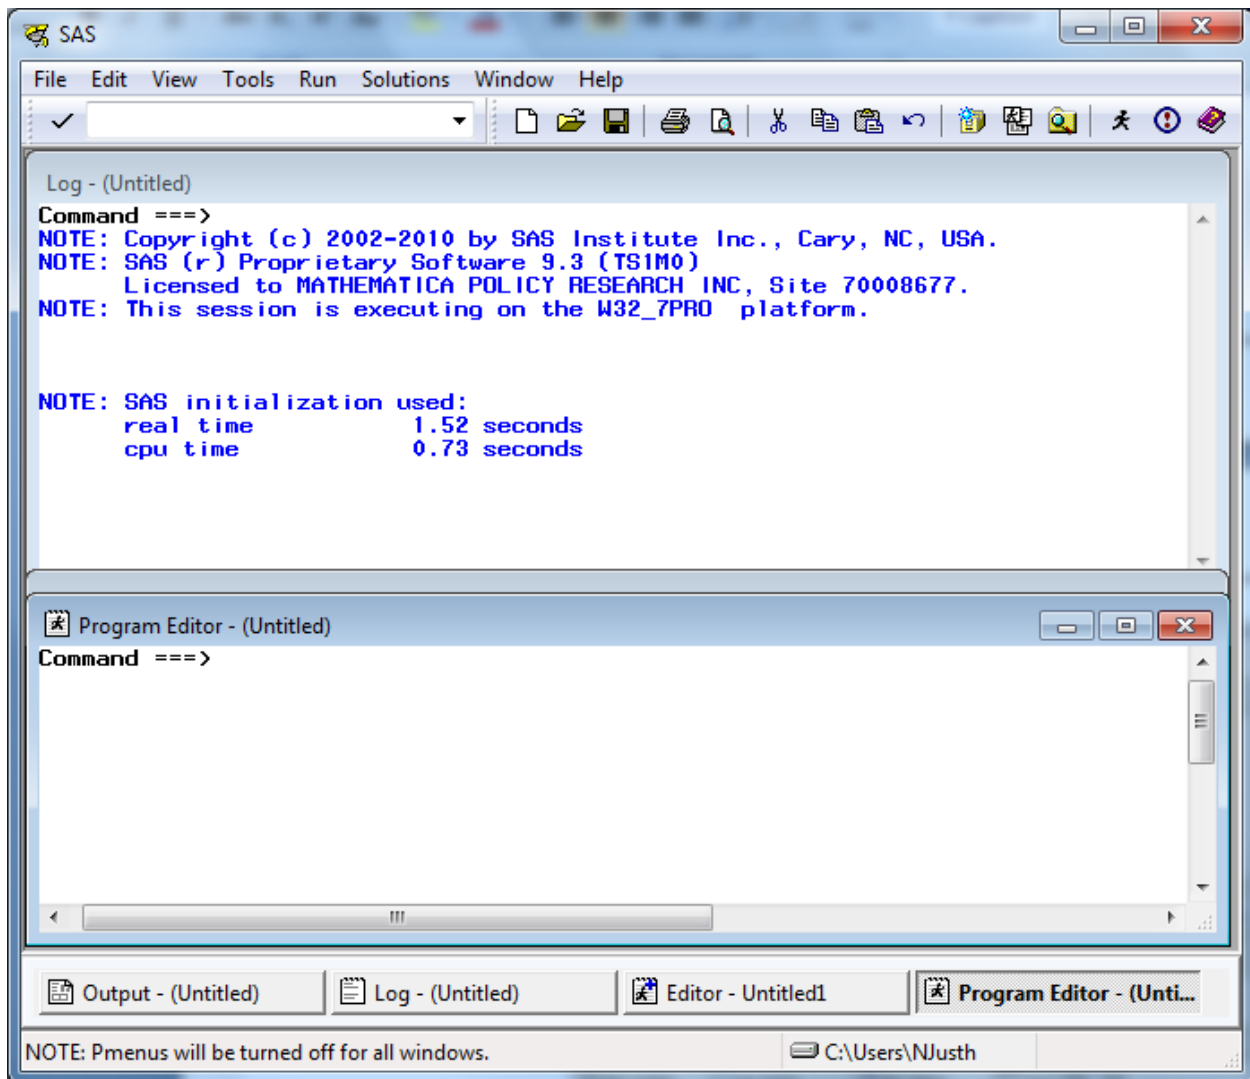 SAS
File Edit View Tools Run Solutions Window Help
Log - (Untitled)
Command ===>
NOTE: Copyright (c) 2002-2010 by SAS Institute Inc., Cary, NC, USA.
NOTE: SAS (r) Proprietary Software 9.3 (TS1M0)
Licensed to MATHEMATICA POLICY RESEARCH INC, Site 70008677.
NOTE: This session is executing on the W32_7PRO  platform.
NOTE: SAS initialization used:
real time           1.52 seconds
cpu time            0.73 seconds
Program Editor - (Untitled)
Command ===>
Output - (Untitled) Log - (Untitled) Editor - Untitled1 Program Editor - (Unti...
NOTE: Pmenus will be turned off for all windows. C:\Users\NJusth